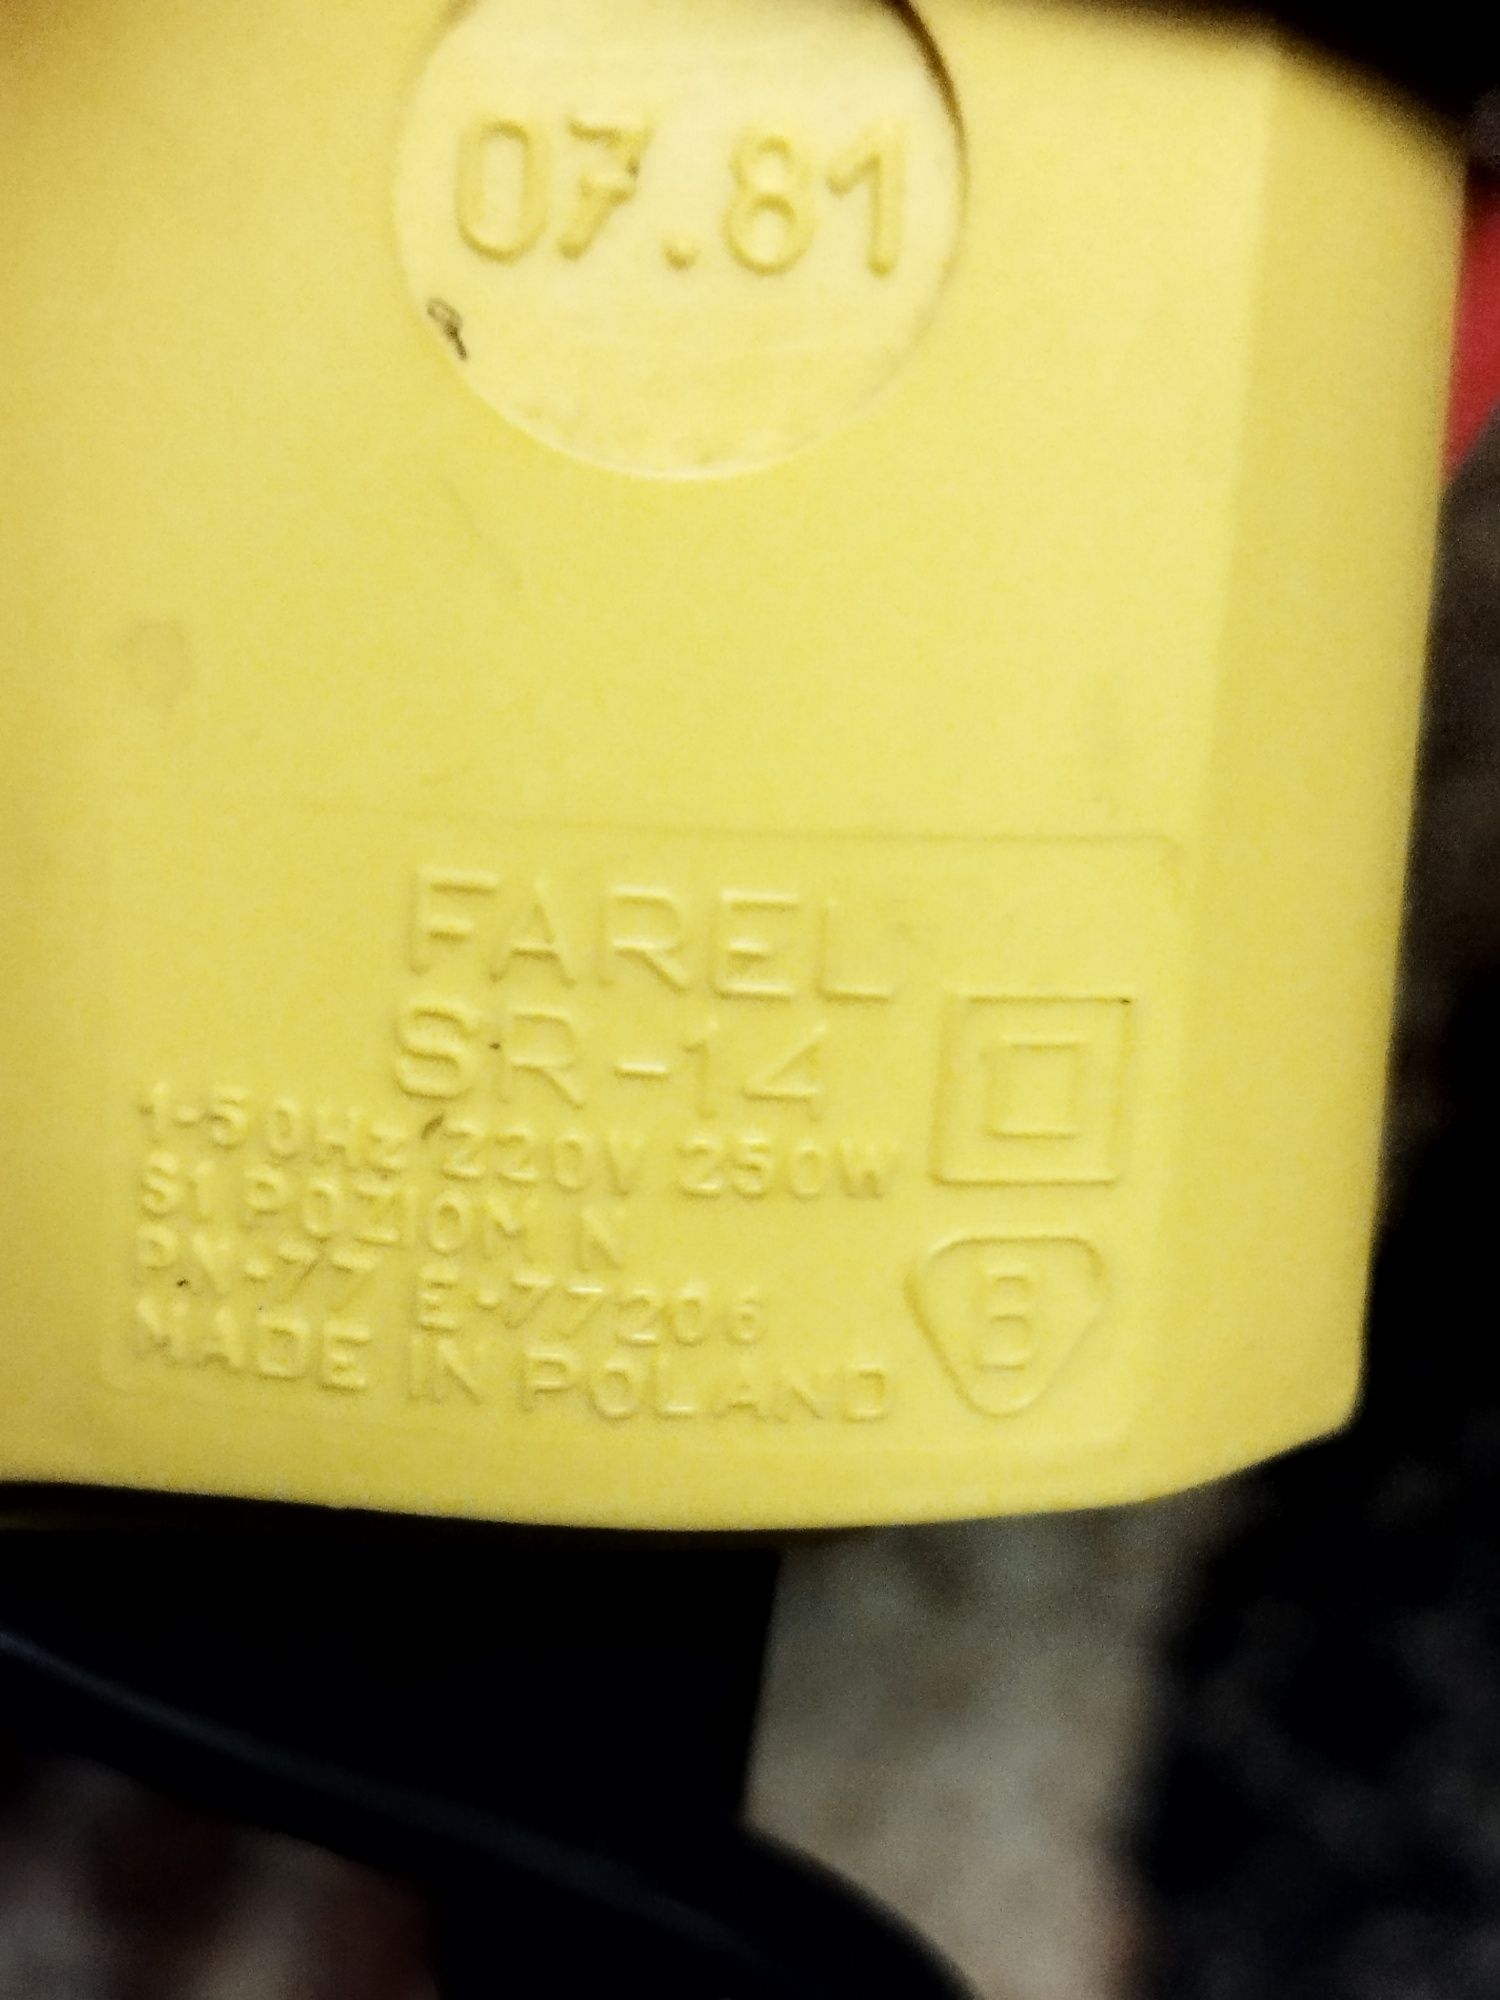 07.81
FAREL
SR-14
1-50Hz 220V 250W
S1 POZIOM N
PN-77 E-77206
MADE IN POLAND
B